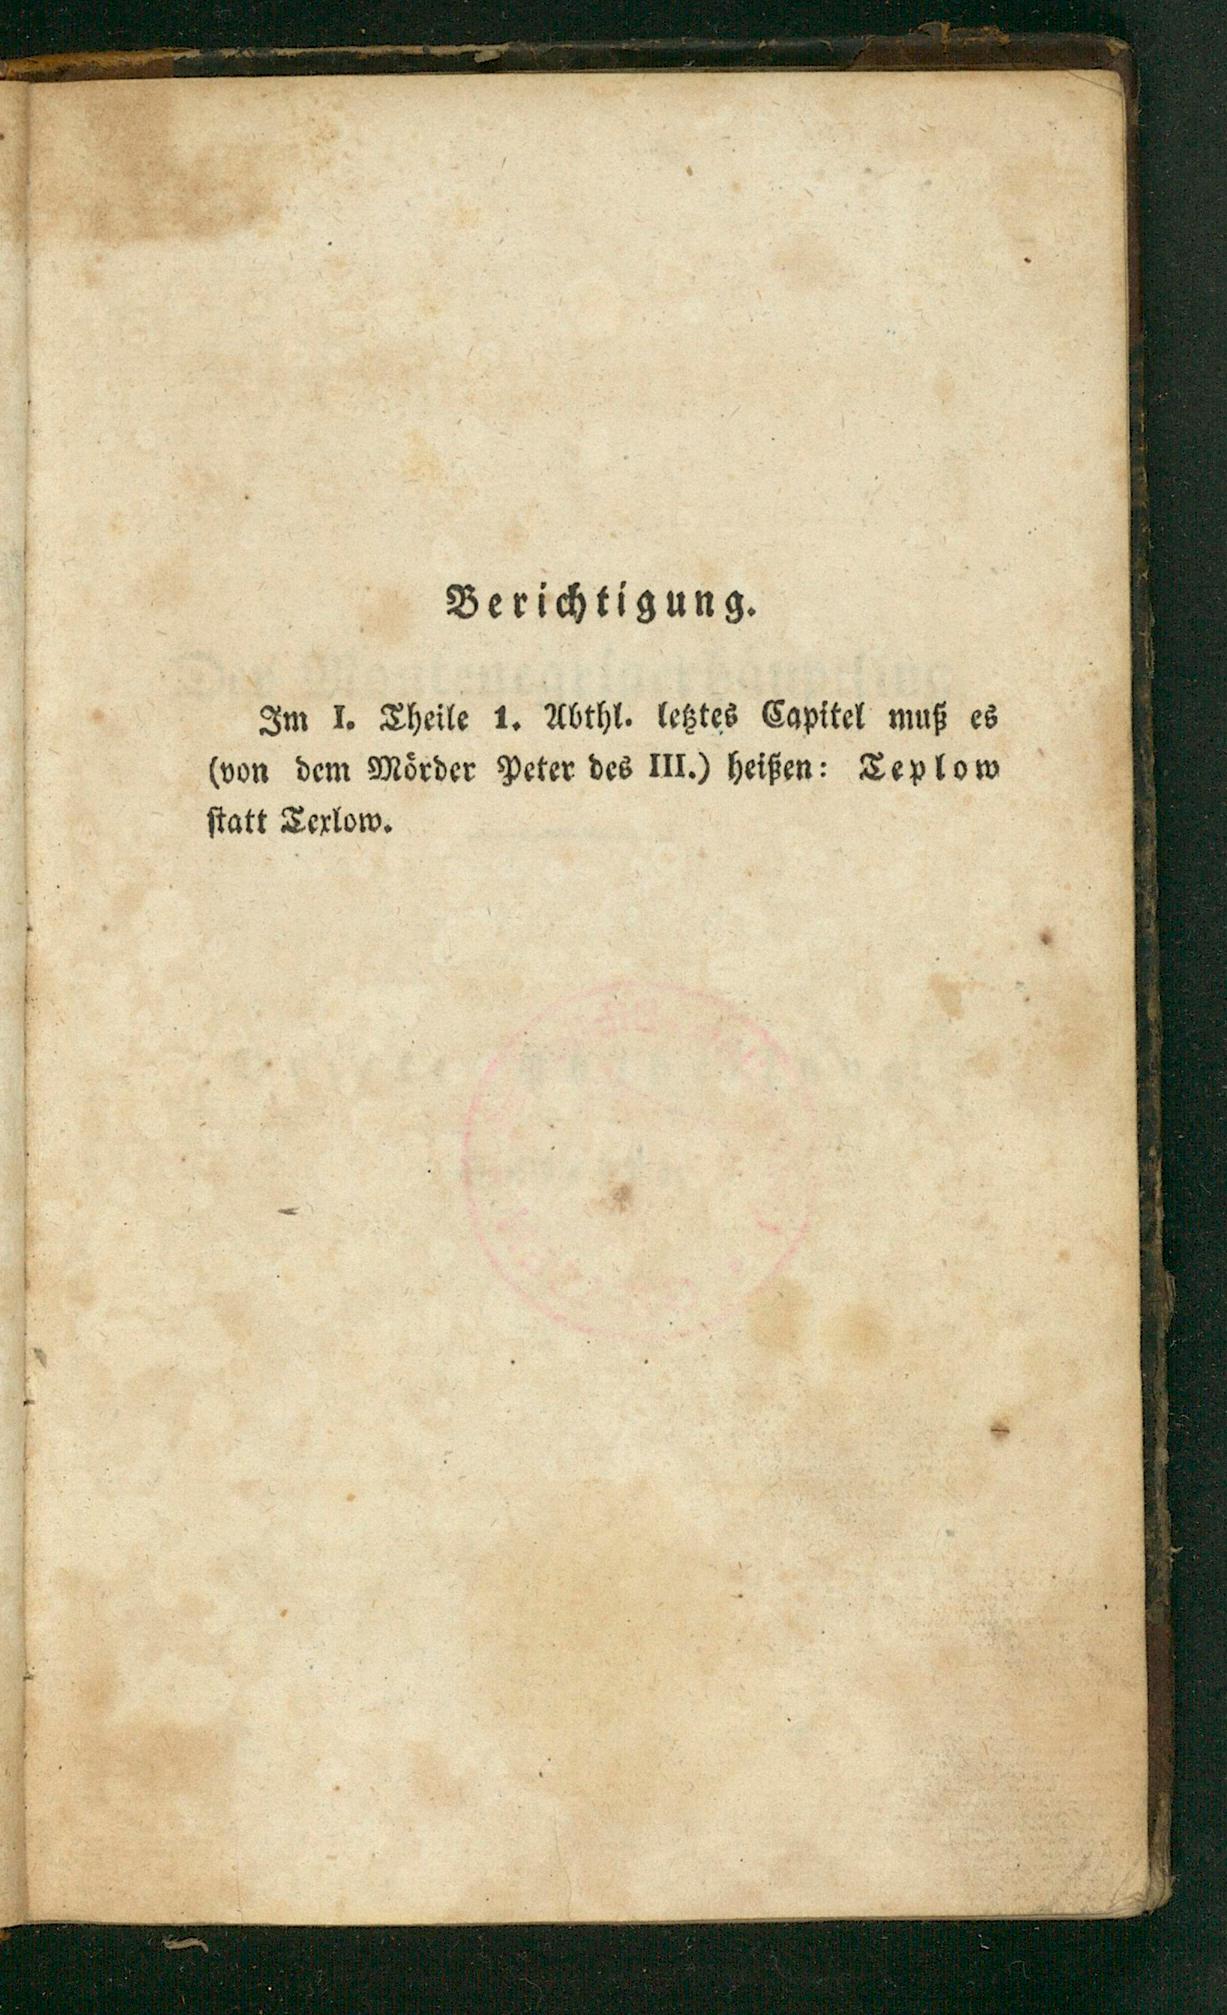 Berichtigung.
Im I. Theile 1. Abthl. letztes Capitel muß es
(von dem Mörder Peter des III.) heißen: Teplow
statt Texlow.